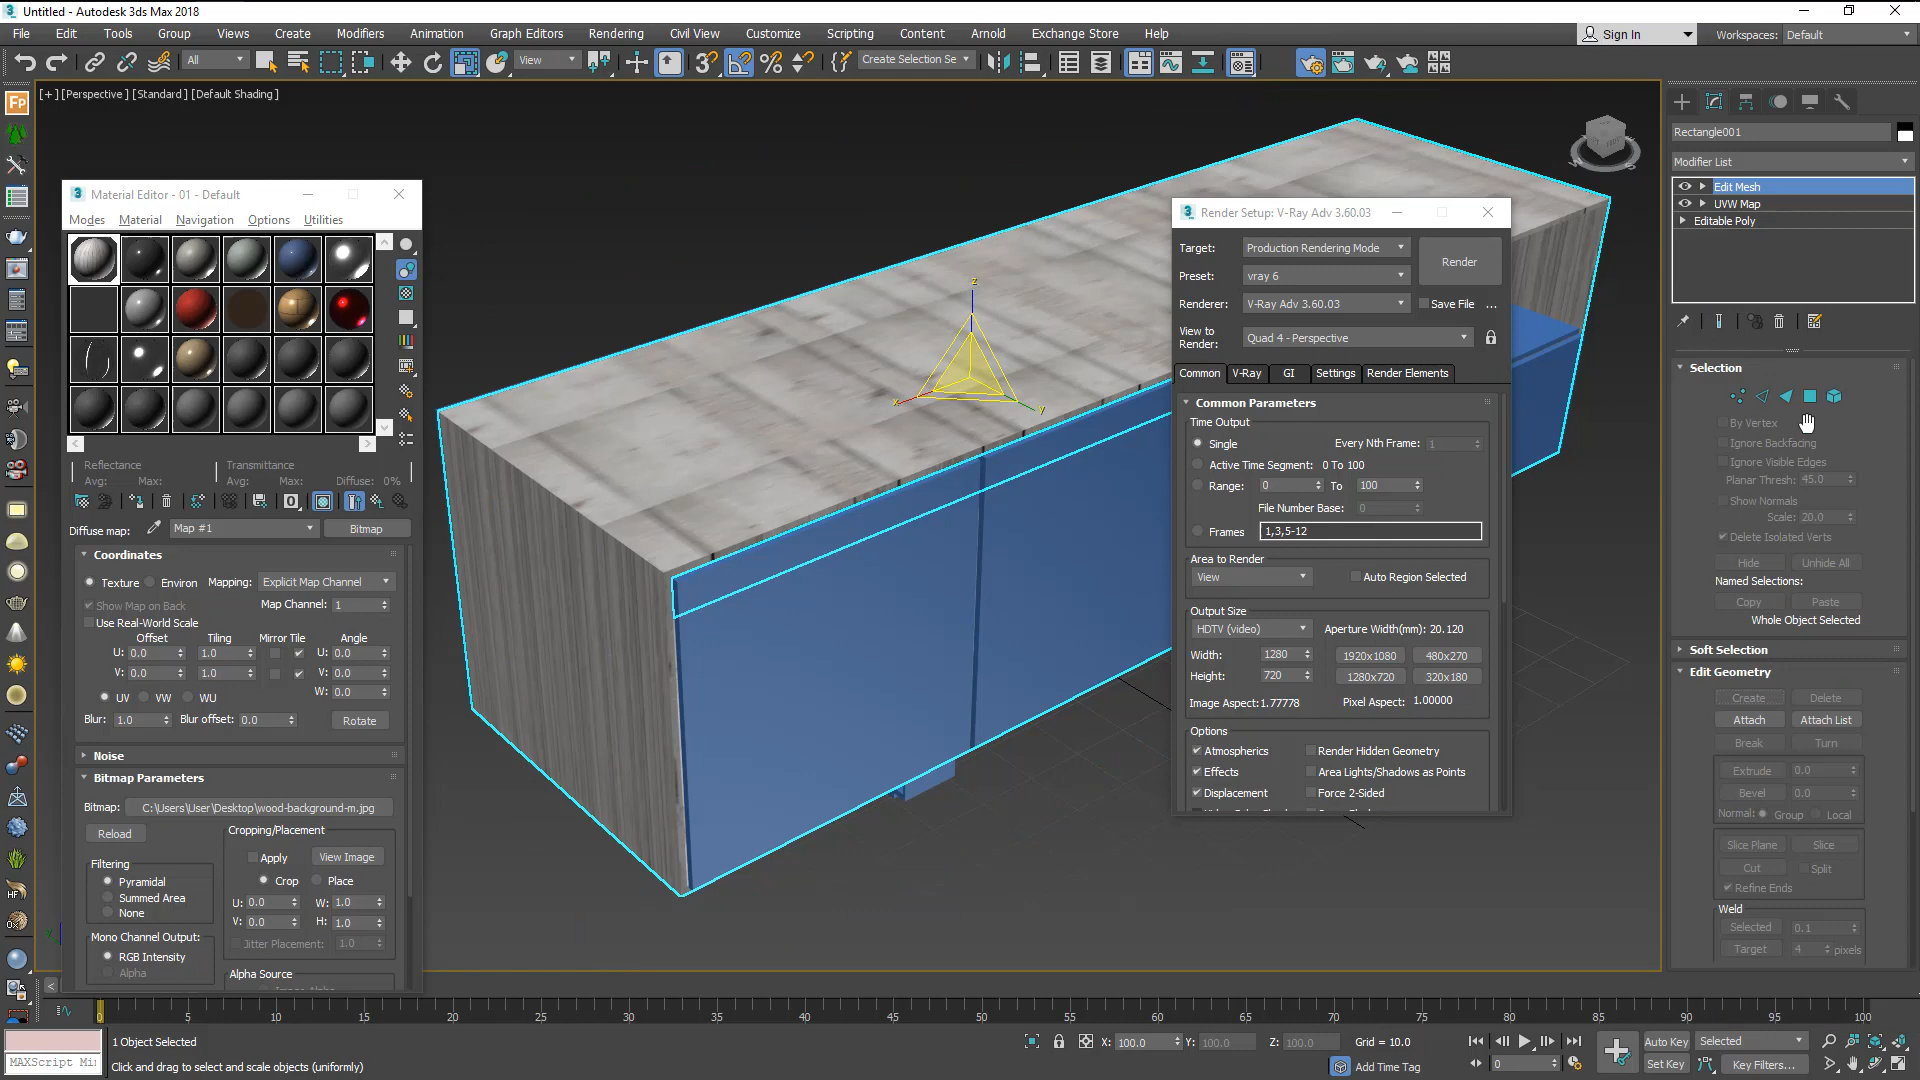 Untitled - Autodesk 3ds Max 2018
File Edit Tools Group Views Create Modifiers Animation Graph Editors Rendering Civil View Customize Scripting Content Arnold Exchange Store Help
Sign In Workspaces: Default
All View Create Selection Se
[+] [Perspective] [Standard] [Default Shading]
Material Editor - 01 - Default
Modes Material Navigation Options Utilities
Reflectance Transmittance
Avg: Max: Avg: Max: Diffuse: 0%
Diffuse map: Map #1 Bitmap
Coordinates
Texture Environ Mapping: Explicit Map Channel
Show Map on Back Map Channel: 1
Use Real-World Scale
Offset Tiling Mirror Tile Angle
U: 0.0 1.0 U: 0.0
V: 0.0 1.0 V: 0.0
UV VW WU W: 0.0
Blur: 1.0 Blur offset: 0.0 Rotate
Noise
Bitmap Parameters
Bitmap: C:\Users\User\Desktop\wood-background-m.jpg
Reload Cropping/Placement
Apply View Image
Filtering
Pyramidal Crop Place
Summed Area U: 0.0 W: 1.0
None V: 0.0 H: 1.0
Mono Channel Output: Jitter Placement: 1.0
RGB Intensity
Alpha Alpha Source
z
x y
Render Setup: V-Ray Adv 3.60.03
Target: Production Rendering Mode Render
Preset: vray 6
Renderer: V-Ray Adv 3.60.03 Save File ...
View to Render: Quad 4 - Perspective
Common V-Ray GI Settings Render Elements
Common Parameters
Time Output
Single Every Nth Frame: 1
Active Time Segment: 0 To 100
Range: 0 To 100
File Number Base: 0
Frames 1,3,5-12
Area to Render
View Auto Region Selected
Output Size
HDTV (video) Aperture Width(mm): 20.120
Width: 1280 1920x1080 480x270
Height: 720 1280x720 320x180
Image Aspect:1.77778 Pixel Aspect: 1.00000
Options
Atmospherics Render Hidden Geometry
Effects Area Lights/Shadows as Points
Displacement Force 2-Sided
Rectangle001
Modifier List
Edit Mesh
UVW Map
Editable Poly
Selection
By Vertex
Ignore Backfacing
Ignore Visible Edges
Planar Thresh: 45.0
Show Normals
Scale: 20.0
Delete Isolated Verts
Hide Unhide All
Named Selections:
Copy Paste
Whole Object Selected
Soft Selection
Edit Geometry
Create Delete
Attach Attach List
Break Turn
Extrude 0.0
Bevel 0.0
Normal: Group Local
Slice Plane Slice
Cut Split
Refine Ends
Weld
Selected 0.1
Target 4 pixels
0 5 10 15 20 25 30 35 40 45 50 55 60 65 70 75 80 85 90 95 100
1 Object Selected X: 100.0 Y: 100.0 Z: 100.0 Grid = 10.0 Auto Key Selected
MAXScript Mi Click and drag to select and scale objects (uniformly) Add Time Tag 0 Set Key Key Filters...